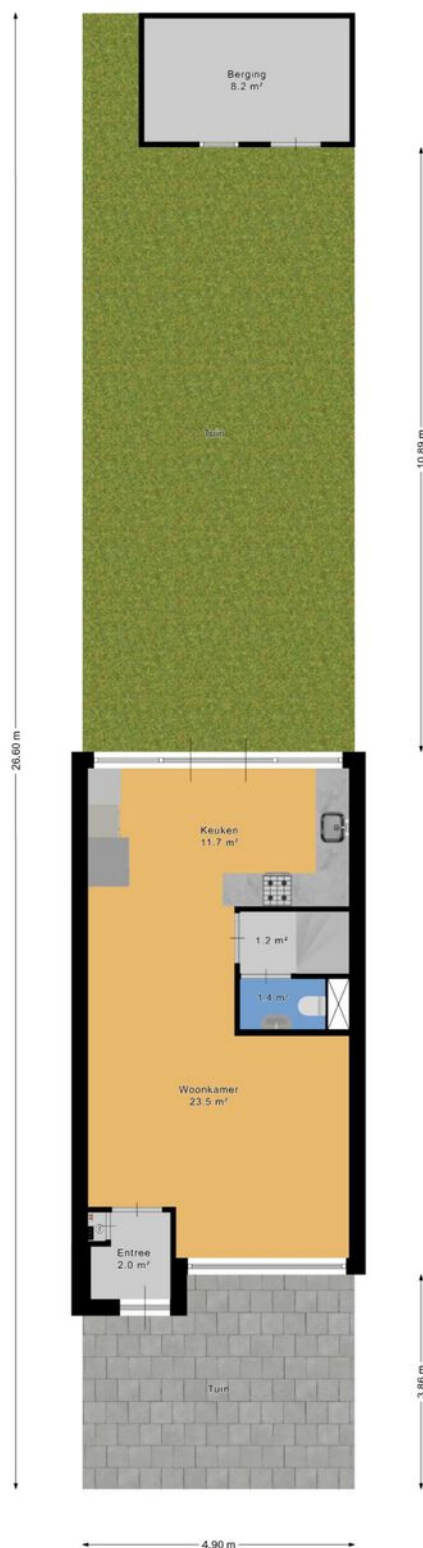 Berging
8.2 m²
10.89 m
Tuin
26.60 m
Keuken
11.7 m²
1.2 m²
1.4 m²
Woonkamer
23.5 m²
Entree
2.0 m²
3.86 m
Tuin
4.90 m